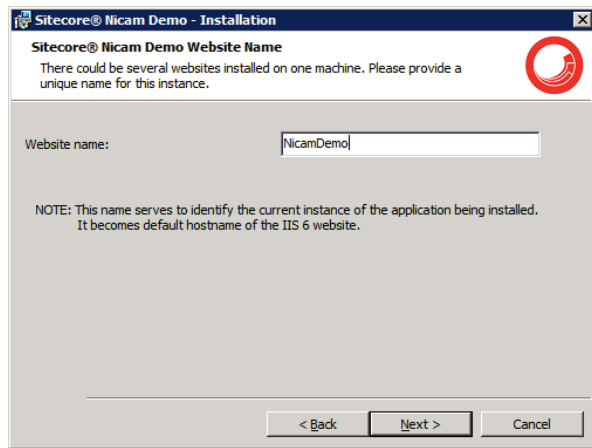 Sitecore® Nicam Demo - Installation
Sitecore® Nicam Demo Website Name
There could be several websites installed on one machine. Please provide a
unique name for this instance.
Website name:
NicamDemo
NOTE: This name serves to identify the current instance of the application being installed.
It becomes default hostname of the IIS 6 website.
< Back
Next >
Cancel